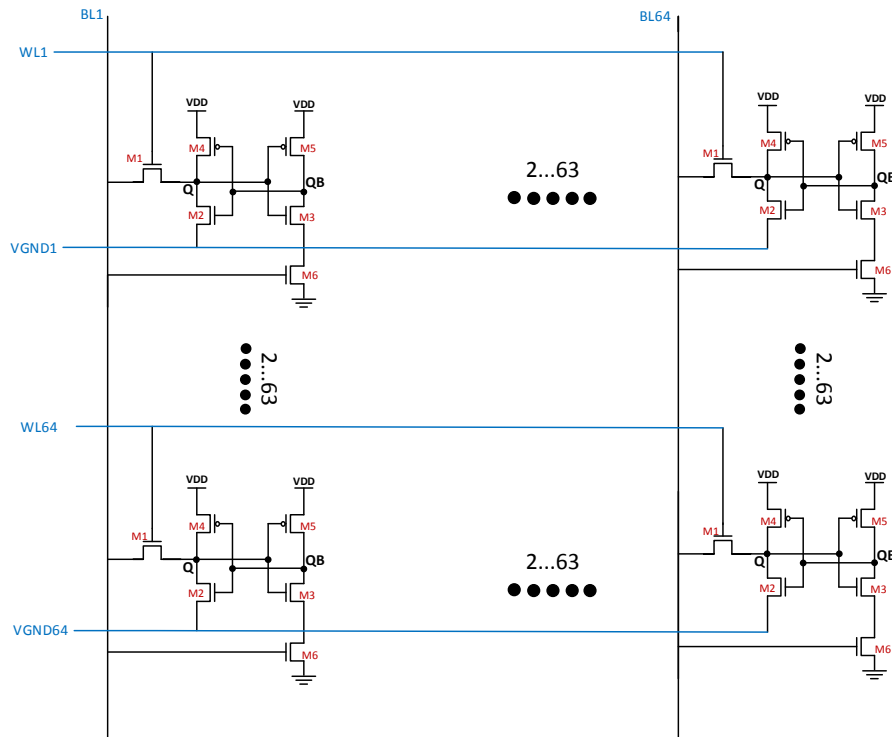 BL1
BL64
WL1
VDD
VDD
VDD
VDD
M4
M5
M4
M5
M1
M1
2...63
Q
QB
Q
QB
M2
M3
M2
M3
VGND1
M6
M6
2...63
2...63
WL64
VDD
VDD
VDD
VDD
M4
M5
M4
M5
M1
M1
2...63
Q
QB
Q
QB
M2
M3
M2
M3
VGND64
M6
M6